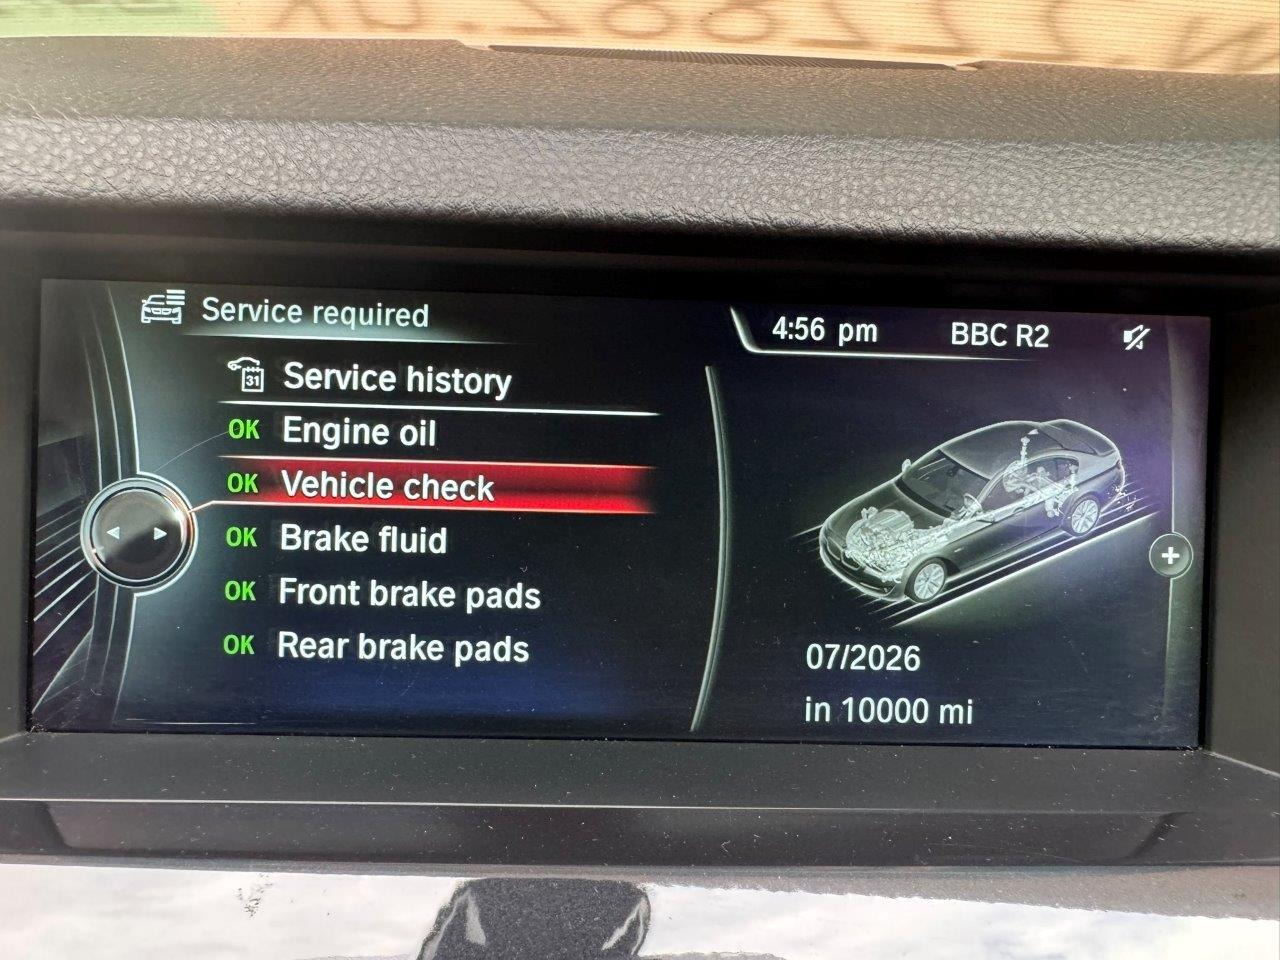 Service required
4:56 pm BBC R2
31 Service history
OK Engine oil
OK Vehicle check
OK Brake fluid
OK Front brake pads
OK Rear brake pads
07/2026
in 10000 mi